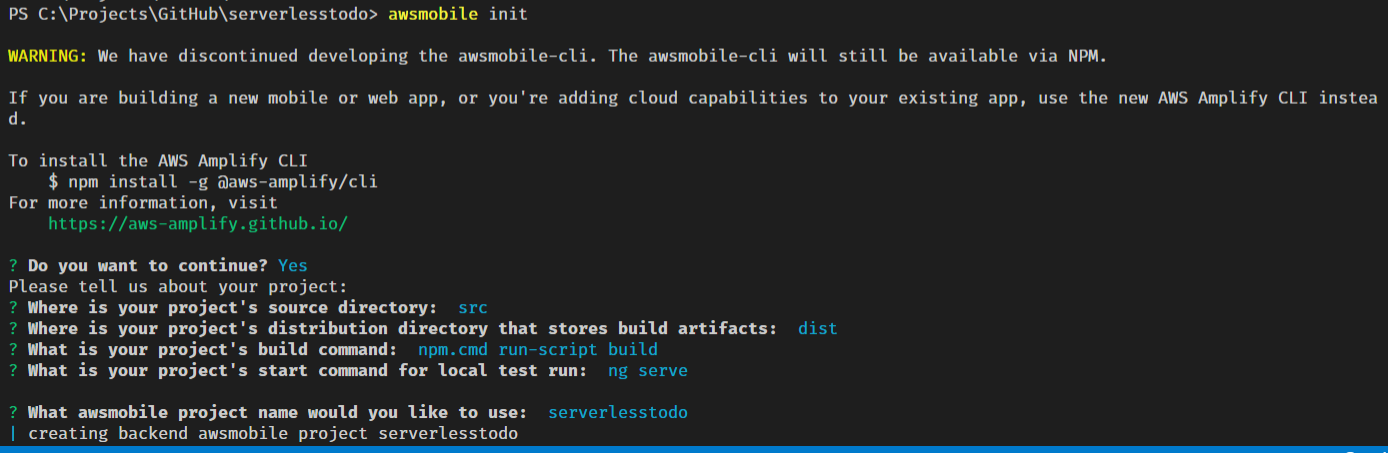 PS C:\Projects\GitHub\serverlesstodo> awsmobile init
WARNING: We have discontinued developing the awsmobile-cli. The awsmobile-cli will still be available via NPM.
If you are building a new mobile or web app, or you're adding cloud capabilities to your existing app, use the new AWS Amplify CLI instea
d.
To install the AWS Amplify CLI
    $ npm install -g @aws-amplify/cli
For more information, visit
    https://aws-amplify.github.io/
? Do you want to continue? Yes
Please tell us about your project:
? Where is your project's source directory:  src
? Where is your project's distribution directory that stores build artifacts:  dist
? What is your project's build command:  npm.cmd run-script build
? What is your project's start command for local test run:  ng serve
? What awsmobile project name would you like to use:  serverlesstodo
| creating backend awsmobile project serverlesstodo